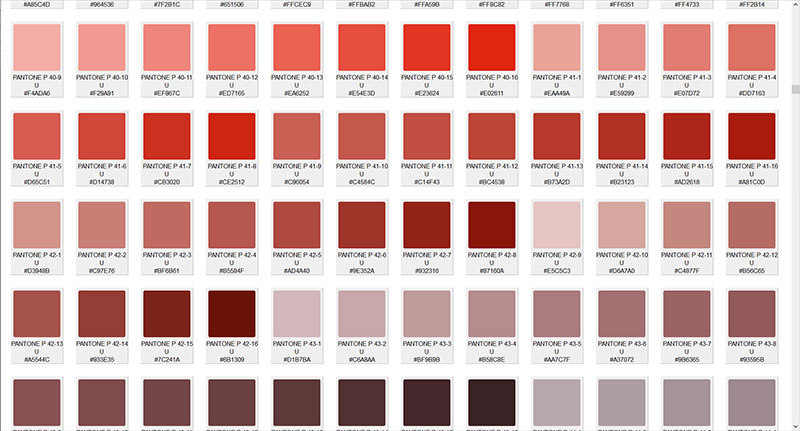 #A85C4D #964536 #7F2B1C #651506 #FFCEC9 #FFBAB2 #FFA59B #FF8C82 #FF7768 #FF6351 #FF4733 #FF2B14
PANTONE P 40-9 PANTONE P 40-10 PANTONE P 40-11 PANTONE P 40-12 PANTONE P 40-13 PANTONE P 40-14 PANTONE P 40-15 PANTONE P 40-16 PANTONE P 41-1 PANTONE P 41-2 PANTONE P 41-3 PANTONE P 41-4
U U U U U U U U U U U U
#F4ADA6 #F29A91 #EF867C #ED7165 #EA6252 #E54E3D #E23624 #E02611 #EAA49A #E59289 #E07D72 #DD7163
PANTONE P 41-5 PANTONE P 41-6 PANTONE P 41-7 PANTONE P 41-8 PANTONE P 41-9 PANTONE P 41-10 PANTONE P 41-11 PANTONE P 41-12 PANTONE P 41-13 PANTONE P 41-14 PANTONE P 41-15 PANTONE P 41-16
U U U U U U U U U U U U
#D65C51 #D14738 #CB3020 #CE2512 #C96054 #C4584C #C14F43 #BC4538 #B73A2D #B23123 #AD2618 #A81C0D
PANTONE P 42-1 PANTONE P 42-2 PANTONE P 42-3 PANTONE P 42-4 PANTONE P 42-5 PANTONE P 42-6 PANTONE P 42-7 PANTONE P 42-8 PANTONE P 42-9 PANTONE P 42-10 PANTONE P 42-11 PANTONE P 42-12
U U U U U U U U U U U U
#D3948B #C97E76 #BF6B61 #B5584F #AD4A40 #9E352A #932316 #87160A #E5C5C3 #D6A7A0 #C4877F #B56C65
PANTONE P 42-13 PANTONE P 42-14 PANTONE P 42-15 PANTONE P 42-16 PANTONE P 43-1 PANTONE P 43-2 PANTONE P 43-3 PANTONE P 43-4 PANTONE P 43-5 PANTONE P 43-6 PANTONE P 43-7 PANTONE P 43-8
U U U U U U U U U U U U
#A5544C #933E35 #7C241A #6B1309 #D1B7BA #C6A8AA #BF9B9B #B58C8E #AA7C7F #A37072 #9B6365 #93595B